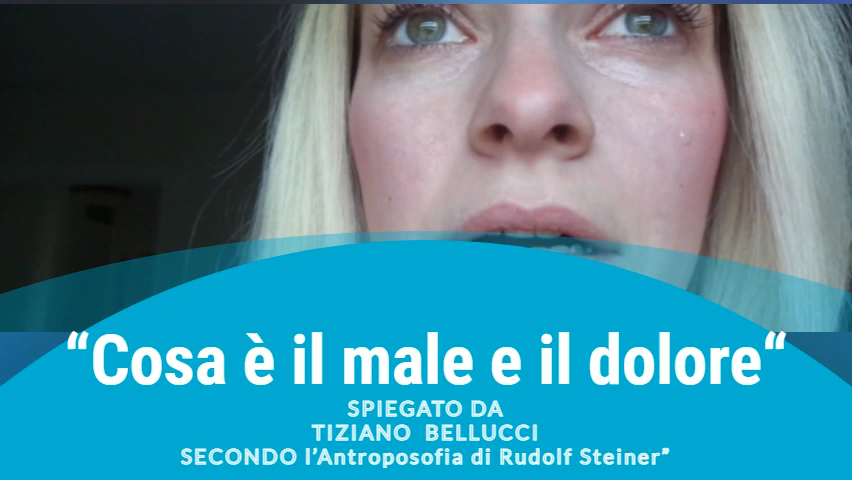 “Cosa è il male e il dolore“
SPIEGATO DA
TIZIANO BELLUCCI
SECONDO l’Antroposofia di Rudolf Steiner”